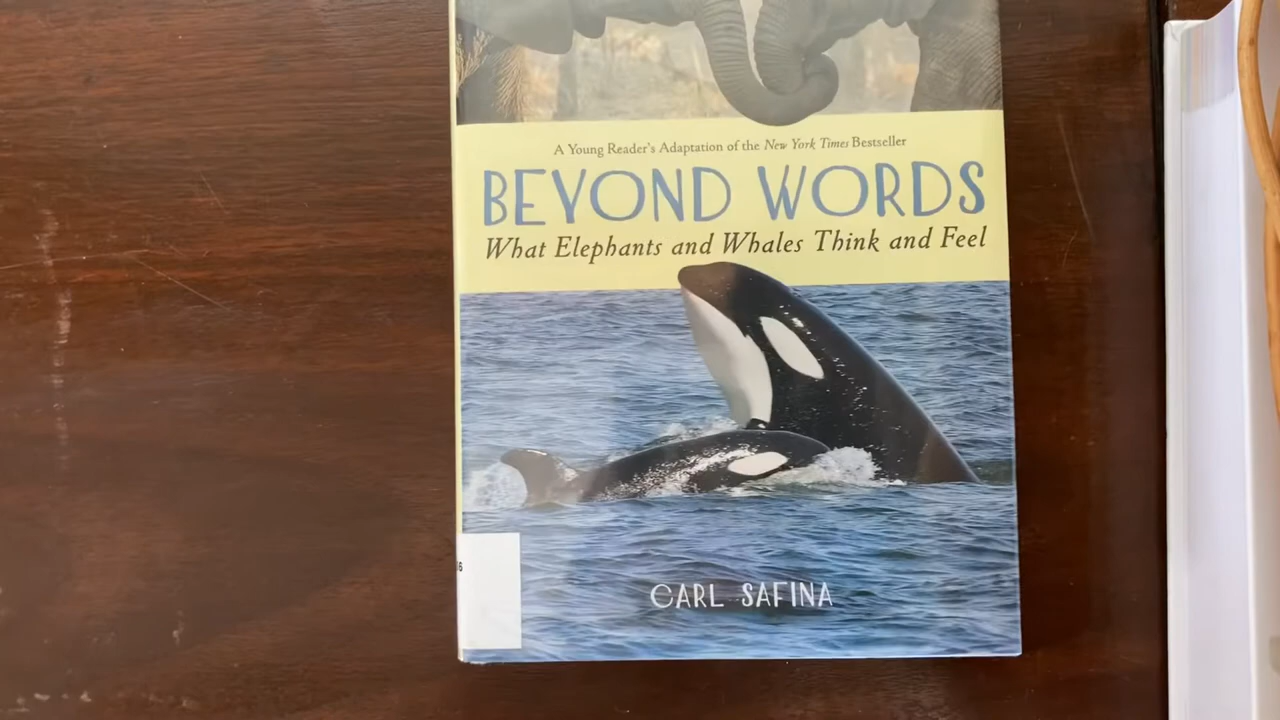 A Young Reader's Adaptation of the New York Times Bestseller
BEYOND WORDS
What Elephants and Whales Think and Feel
6
CARL SAFINA